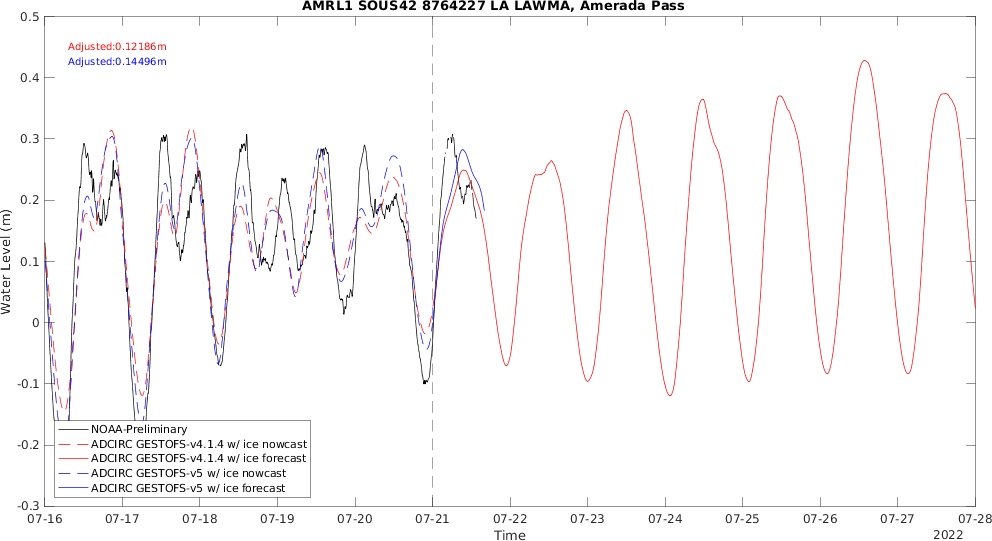 AMRL1 SOUS42 8764227 LA LAWMA, Amerada Pass
0.5
Adjusted:0.12186m
Adjusted:0.14496m
0.4
0.3
0.2
0.1
0
-0.1
-0.2
-0.3
Water Level (m)
NOAA-Preliminary
ADCIRC GESTOFS-v4.1.4 w/ ice nowcast
ADCIRC GESTOFS-v4.1.4 w/ ice forecast
ADCIRC GESTOFS-v5 w/ ice nowcast
ADCIRC GESTOFS-v5 w/ ice forecast
07-16 07-17 07-18 07-19 07-20 07-21 07-22 07-23 07-24 07-25 07-26 07-27 07-28
Time
2022